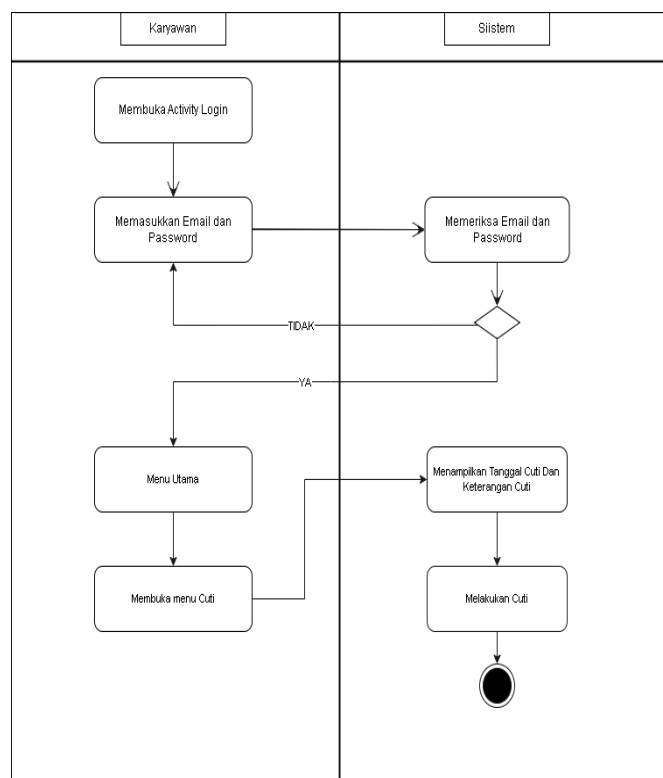 Karyawan
Siistem
Membuka Activity Login
Memasukkan Email dan
Password
Memeriksa Email dan
Password
TIDAK
YA
Menu Utama
Menampilkan Tanggal Cuti Dan
Keterangan Cuti
Membuka menu Cuti
Melakukan Cuti